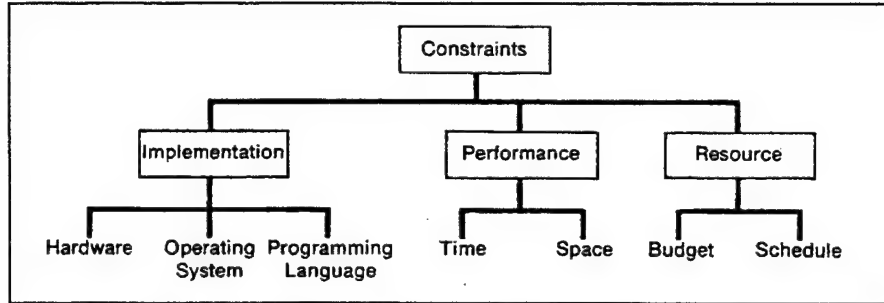 Constraints
Implementation
Performance
Resource
Hardware
Operating
System
Programming
Language
Time
Space
Budget
Schedule